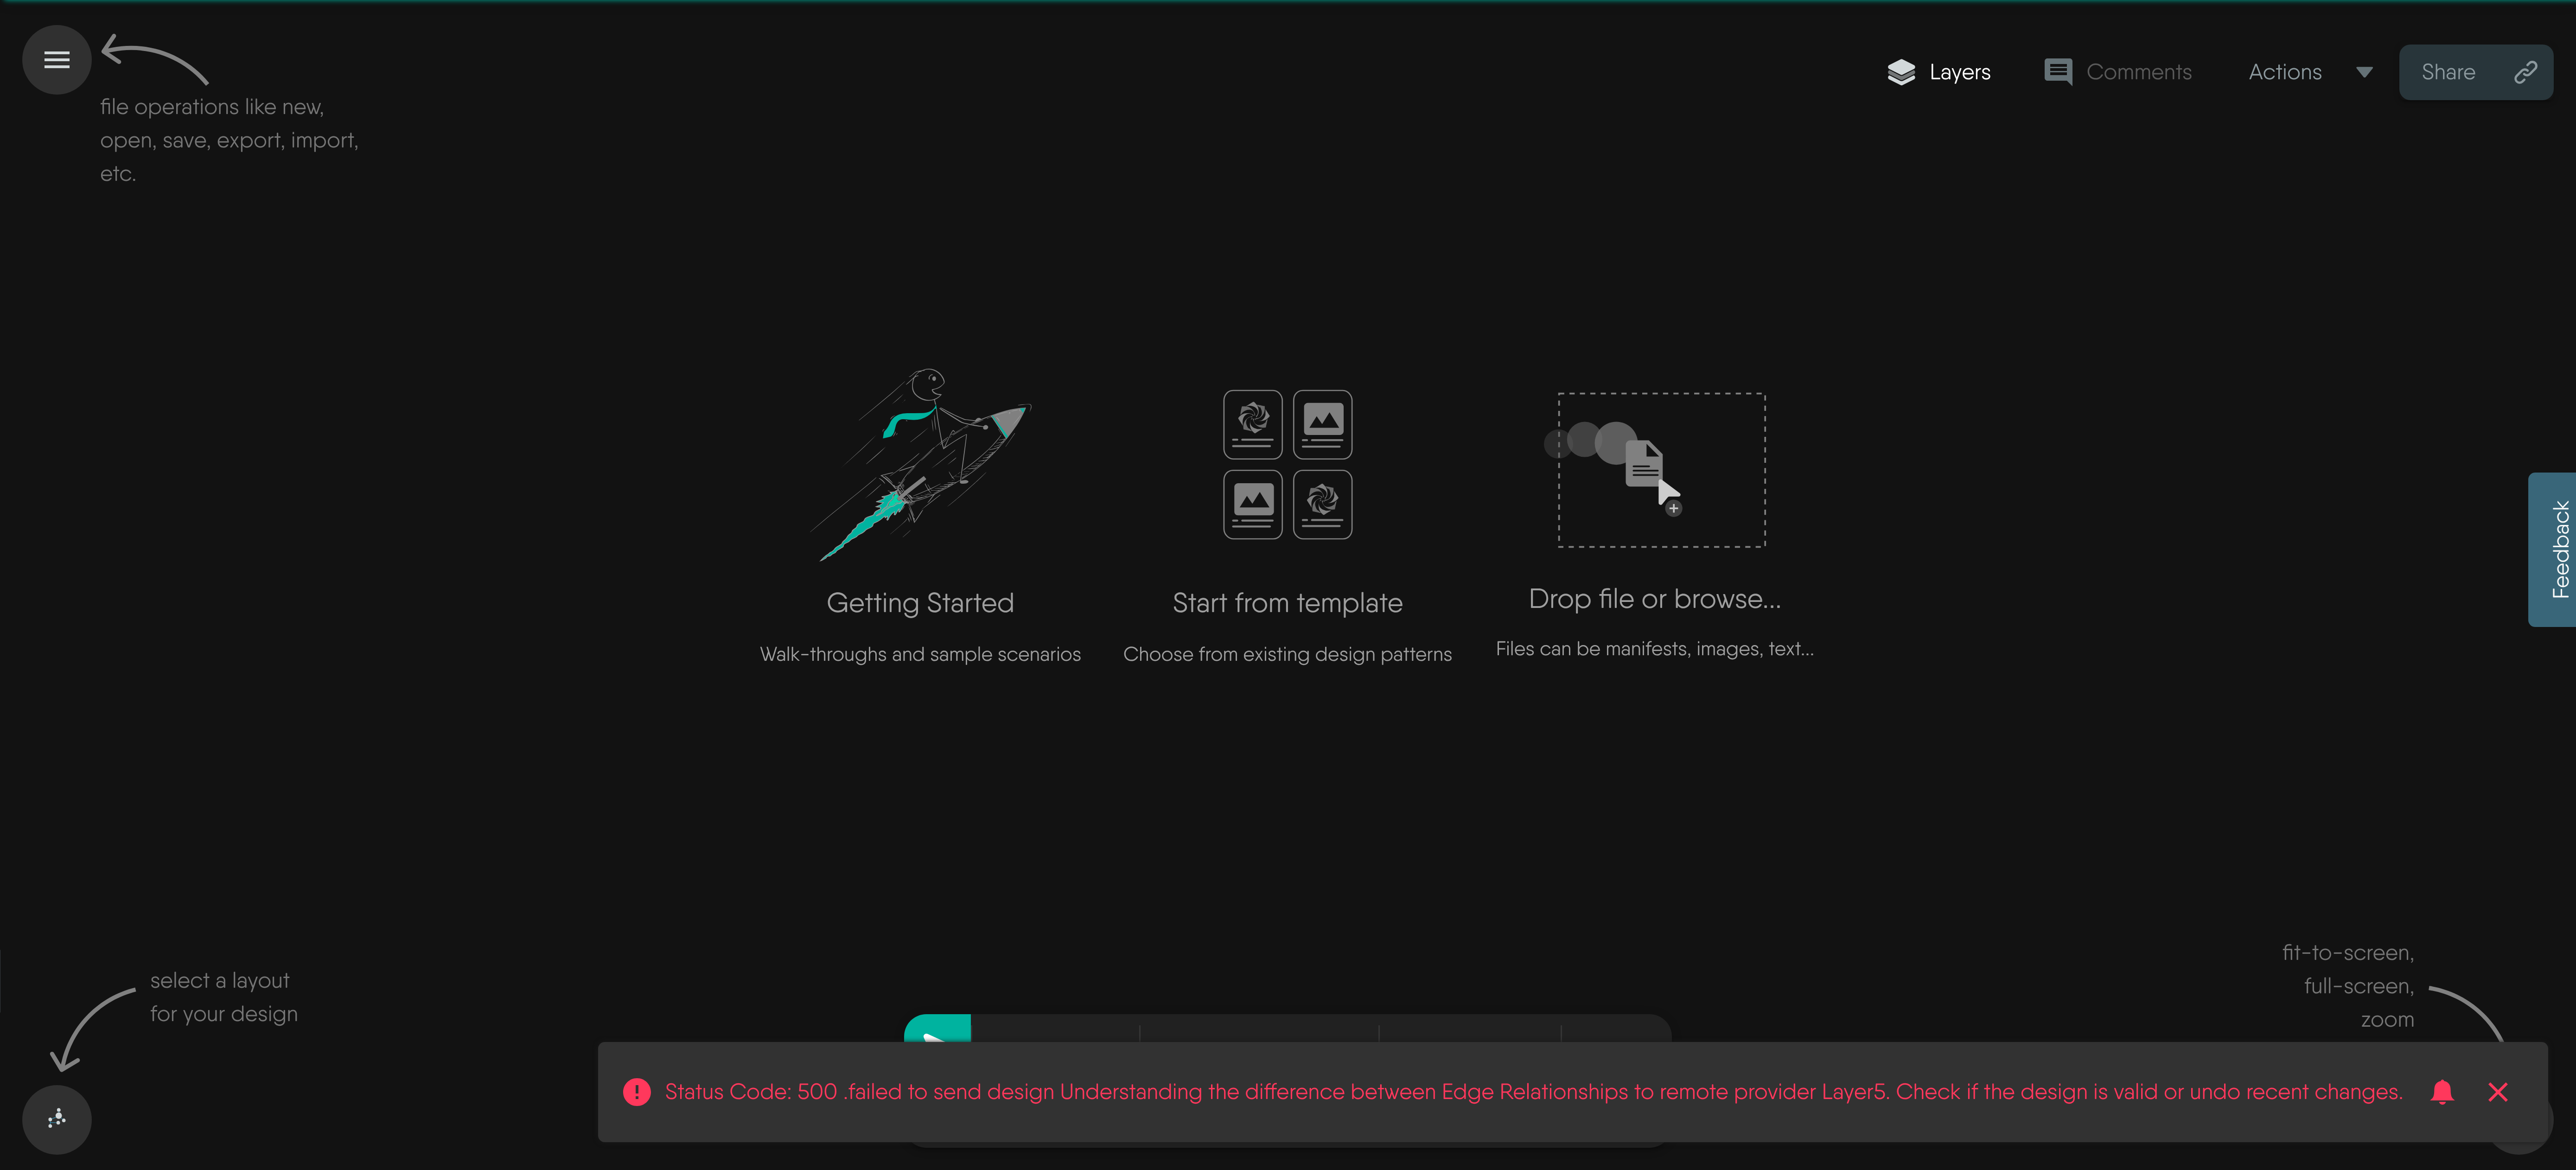 file operations like new,
open, save, export, import,
etc.
Layers
Comments
Actions
Share
Getting Started
Walk-throughs and sample scenarios
Start from template
Choose from existing design patterns
Drop file or browse...
Files can be manifests, images, text...
Feedback
select a layout
for your design
fit-to-screen,
full-screen,
zoom
Status Code: 500 .failed to send design Understanding the difference between Edge Relationships to remote provider Layer5. Check if the design is valid or undo recent changes.